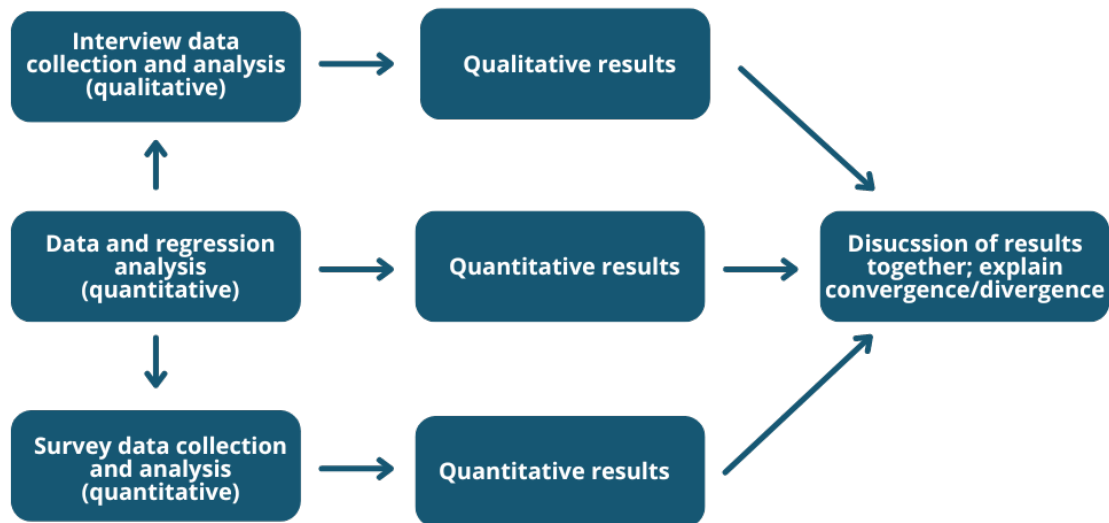 Interview data
collection and analysis
(qualitative)
Qualitative results
Data and regression
analysis
(quantitative)
Quantitative results
Disucssion of results
together; explain
convergence/divergence
Survey data collection
and analysis
(quantitative)
Quantitative results